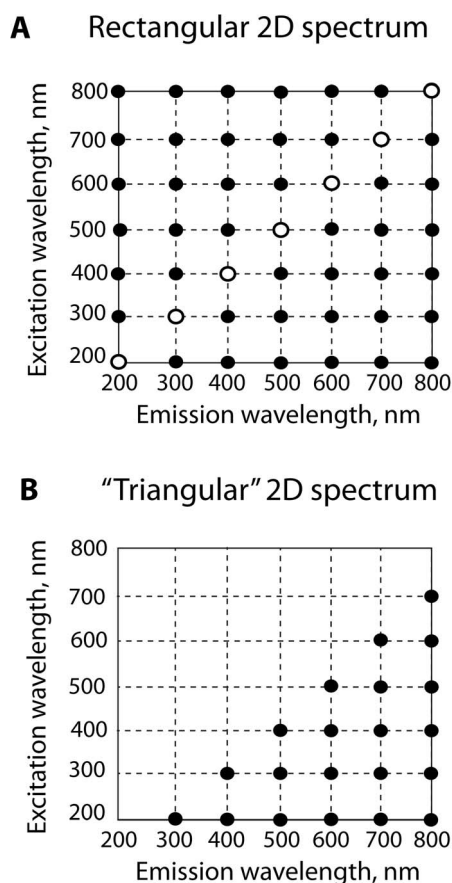 A Rectangular 2D spectrum
Excitation wavelength, nm
800
700
600
500
400
300
200
200 300 400 500 600 700 800
Emission wavelength, nm
B “Triangular” 2D spectrum
Excitation wavelength, nm
800
700
600
500
400
300
200
200 300 400 500 600 700 800
Emission wavelength, nm